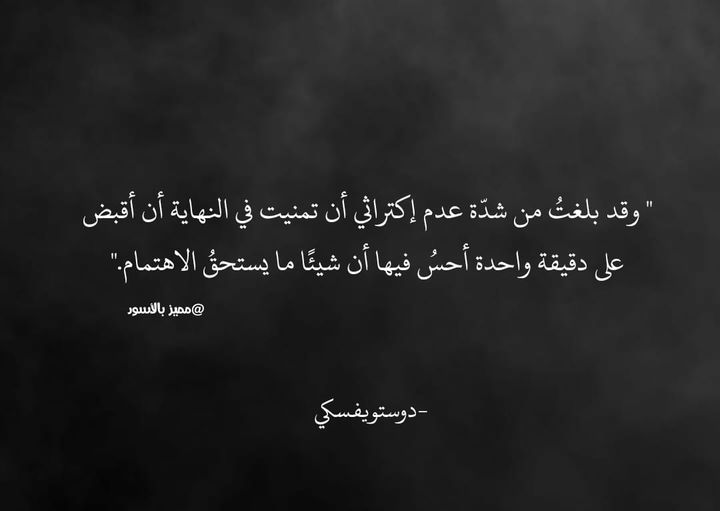 " وقد بلغتُ من شدّة عدم إكتراثي أن تمنيت في النهاية أن أقبض
على دقيقة واحدة أحسُ فيها أن شيئًا ما يستحقُ الاهتمام."
@مميز بالاسود
-دوستويفسكي